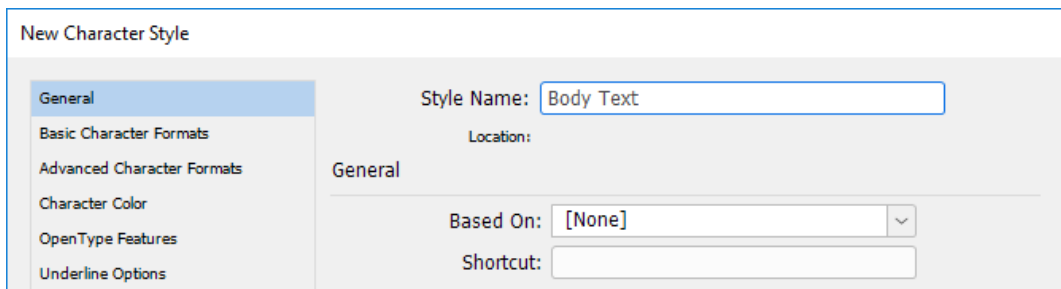 New Character Style
General
Basic Character Formats
Advanced Character Formats
Character Color
OpenType Features
Underline Options
Style Name: Body Text
Location:
General
Based On: [None]
Shortcut: